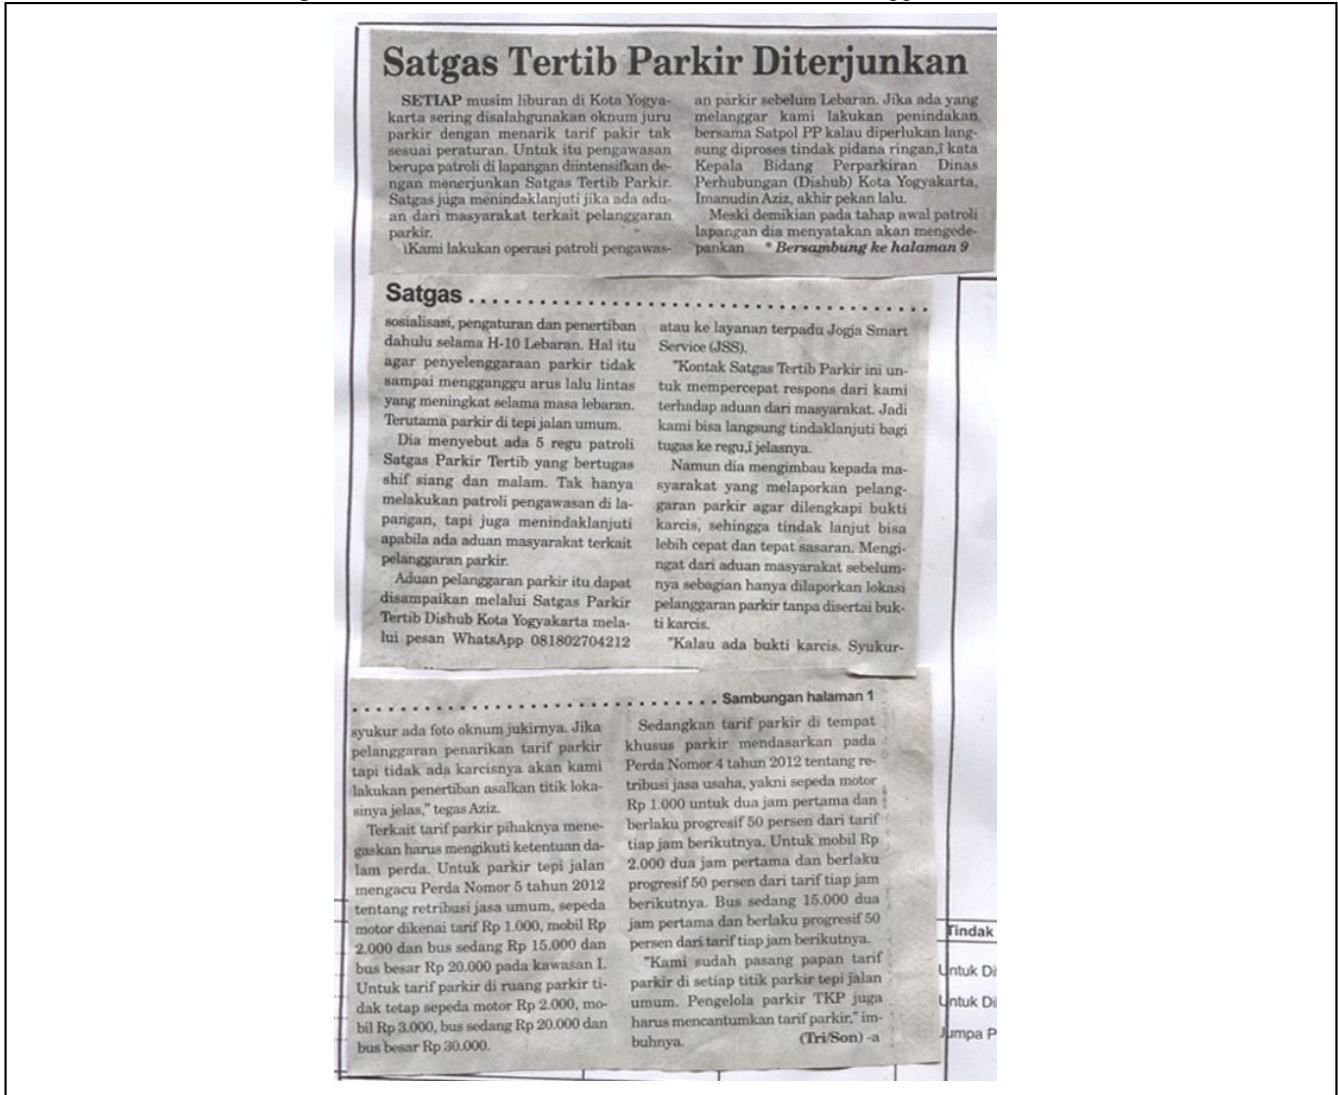 Satgas Tertib Parkir Diterjunkan
SETIAP musim liburan di Kota Yogya-
karta sering disalahgunakan oknum juru
parkir dengan menarik tarif pakir tak
sesuai peraturan. Untuk itu pengawasan
berupa patroli di lapangan diintensifkan de-
ngan menerjunkan Satgas Tertib Parkir.
Satgas juga menindaklanjuti jika ada adu-
an dari masyarakat terkait pelanggaran
parkir.
ìKami lakukan operasi patroli pengawas-
an parkir sebelum Lebaran. Jika ada yang
melanggar kami lakukan penindakan
bersama Satpol PP kalau diperlukan lang-
sung diproses tindak pidana ringan,î kata
Kepala Bidang Perparkiran Dinas
Perhubungan (Dishub) Kota Yogyakarta,
Imanudin Aziz, akhir pekan lalu.
Meski demikian pada tahap awal patroli
lapangan dia menyatakan akan mengede-
pankan * Bersambung ke halaman 9
Satgas
sosialisasi, pengaturan dan penertiban
dahulu selama H-10 Lebaran. Hal itu
agar penyelenggaraan parkir tidak
sampai mengganggu arus lalu lintas
yang meningkat selama masa lebaran.
Terutama parkir di tepi jalan umum.
Dia menyebut ada 5 regu patroli
Satgas Parkir Tertib yang bertugas
shif siang dan malam. Tak hanya
melakukan patroli pengawasan di la-
pangan, tapi juga menindaklanjuti
apabila ada aduan masyarakat terkait
pelanggaran parkir.
Aduan pelanggaran parkir itu dapat
disampaikan melalui Satgas Parkir
Tertib Dishub Kota Yogyakarta mela-
lui pesan WhatsApp 081802704212
atau ke layanan terpadu Jogja Smart
Service (JSS).
"Kontak Satgas Tertib Parkir ini un-
tuk mempercepat respons dari kami
terhadap aduan dari masyarakat. Jadi
kami bisa langsung tindaklanjuti bagi
tugas ke regu,î jelasnya.
Namun dia mengimbau kepada ma-
syarakat yang melaporkan pelang-
garan parkir agar dilengkapi bukti
karcis, sehingga tindak lanjut bisa
lebih cepat dan tepat sasaran. Mengi-
ngat dari aduan masyarakat sebelum-
nya sebagian hanya dilaporkan lokasi
pelanggaran parkir tanpa disertai buk-
ti karcis.
"Kalau ada bukti karcis. Syukur-
Sambungan halaman 1
syukur ada foto oknum jukirnya. Jika
pelanggaran penarikan tarif parkir
tapi tidak ada karcisnya akan kami
lakukan penertiban asalkan titik loka-
sinya jelas," tegas Aziz.
Terkait tarif parkir pihaknya mene-
gaskan harus mengikuti ketentuan da-
lam perda. Untuk parkir tepi jalan
mengacu Perda Nomor 5 tahun 2012
tentang retribusi jasa umum, sepeda
motor dikenai tarif Rp 1.000, mobil Rp
2.000 dan bus sedang Rp 15.000 dan
bus besar Rp 20.000 pada kawasan I.
Untuk tarif parkir di ruang parkir ti-
dak tetap sepeda motor Rp 2.000, mo-
bil Rp 3.000, bus sedang Rp 20.000 dan
bus besar Rp 30.000.
Sedangkan tarif parkir di tempat
khusus parkir mendasarkan pada
Perda Nomor 4 tahun 2012 tentang re-
tribusi jasa usaha, yakni sepeda motor
Rp 1.000 untuk dua jam pertama dan
berlaku progresif 50 persen dari tarif
tiap jam berikutnya. Untuk mobil Rp
2.000 dua jam pertama dan berlaku
progresif 50 persen dari tarif tiap jam
berikutnya. Bus sedang 15.000 dua
jam pertama dan berlaku progresif 50
persen dari tarif tiap jam berikutnya.
"Kami sudah pasang papan tarif
parkir di setiap titik parkir tepi jalan
umum. Pengelola parkir TKP juga
harus mencantumkan tarif parkir," im-
buhnya. (Tri/Son) -a
Tindak
Untuk Di
Untuk Di
Jumpa P